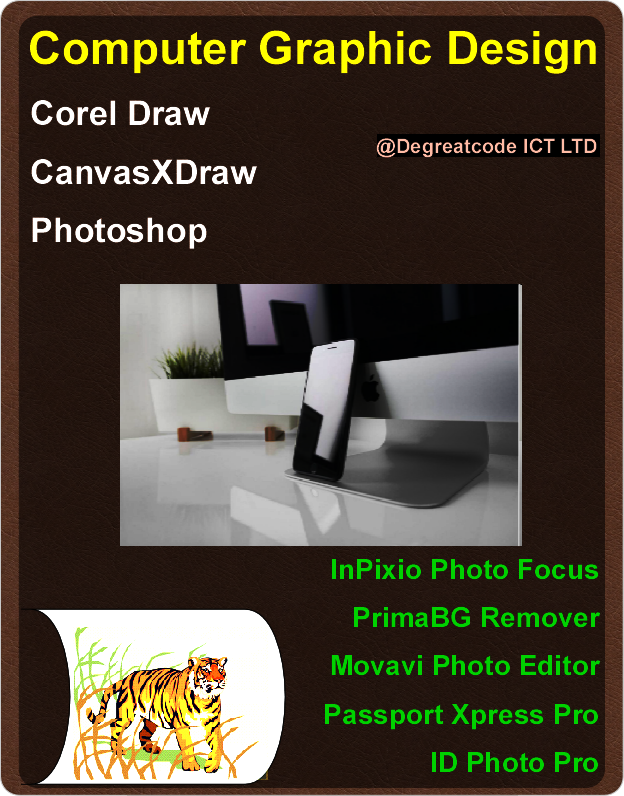 Computer Graphic Design
Corel Draw
@Degreatcode ICT LTD
CanvasXDraw
Photoshop
InPixio Photo Focus
PrimaBG Remover
Movavi Photo Editor
Passport Xpress Pro
ID Photo Pro